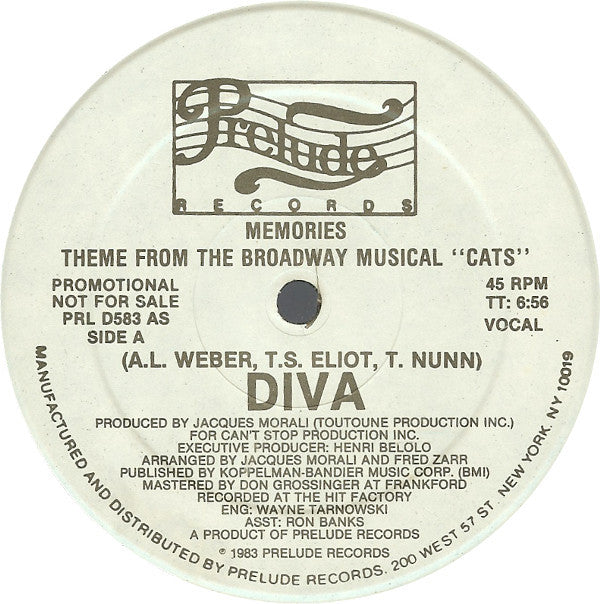 Prelude
RECORDS
MEMORIES
THEME FROM THE BROADWAY MUSICAL "CATS"
PROMOTIONAL
NOT FOR SALE
PRL D583 AS
SIDE A
45 RPM
TT: 6:56
VOCAL
(A.L. WEBER, T.S. ELIOT, T. NUNN)
DIVA
PRODUCED BY JACQUES MORALI (TOUTOUNE PRODUCTION INC.)
FOR CAN'T STOP PRODUCTION INC.
EXECUTIVE PRODUCER: HENRI BELOLO
ARRANGED BY JACQUES MORALI AND FRED ZARR
PUBLISHED BY KOPPELMAN-BANDIER MUSIC CORP. (BMI)
MASTERED BY DON GROSSINGER AT FRANKFORD
RECORDED AT THE HIT FACTORY
ENG: WAYNE TARNOWSKI
ASST: RON BANKS
A PRODUCT OF PRELUDE RECORDS
℗ 1983 PRELUDE RECORDS
MANUFACTURED AND DISTRIBUTED BY PRELUDE RECORDS, 200 WEST 57 ST. NEW YORK, NY 10019